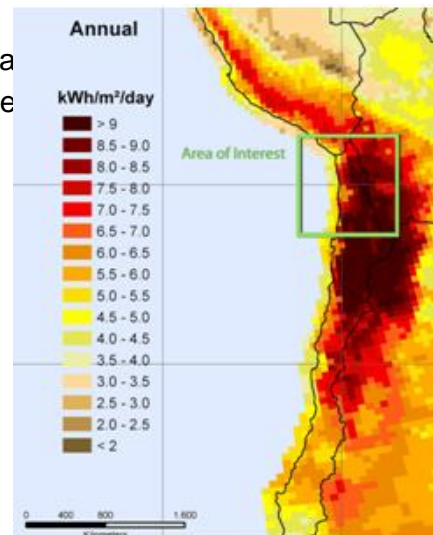 Annual
a
e
kWh/m²/day
> 9
8.5 - 9.0
8.0 - 8.5
7.5 - 8.0
7.0 - 7.5
6.5 - 7.0
6.0 - 6.5
5.5 - 6.0
5.0 - 5.5
4.5 - 5.0
4.0 - 4.5
3.5 - 4.0
3.0 - 3.5
2.5 - 3.0
2.0 - 2.5
< 2
Area of Interest
0 400 800 1.600
Kilometers